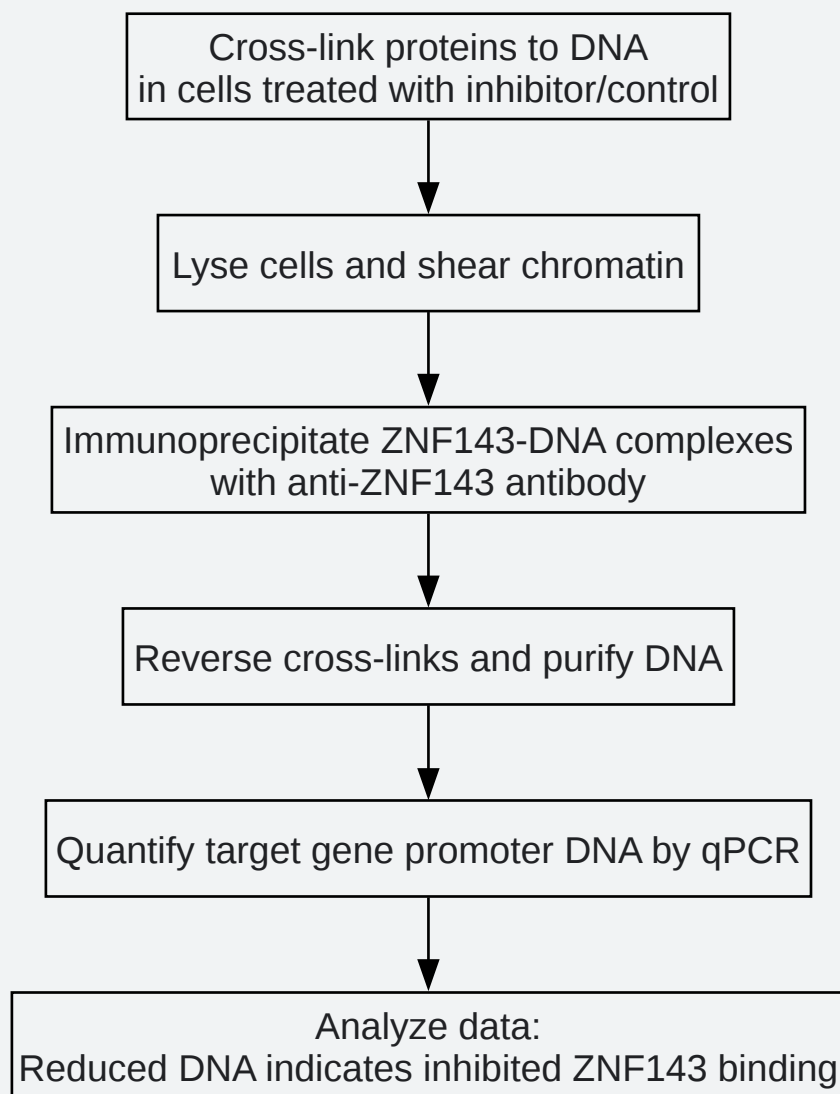 Cross-link proteins to DNA
in cells treated with inhibitor/control
Lyse cells and shear chromatin
Immunoprecipitate ZNF143-DNA complexes
with anti-ZNF143 antibody
Reverse cross-links and purify DNA
Quantify target gene promoter DNA by qPCR
Analyze data:
Reduced DNA indicates inhibited ZNF143 binding